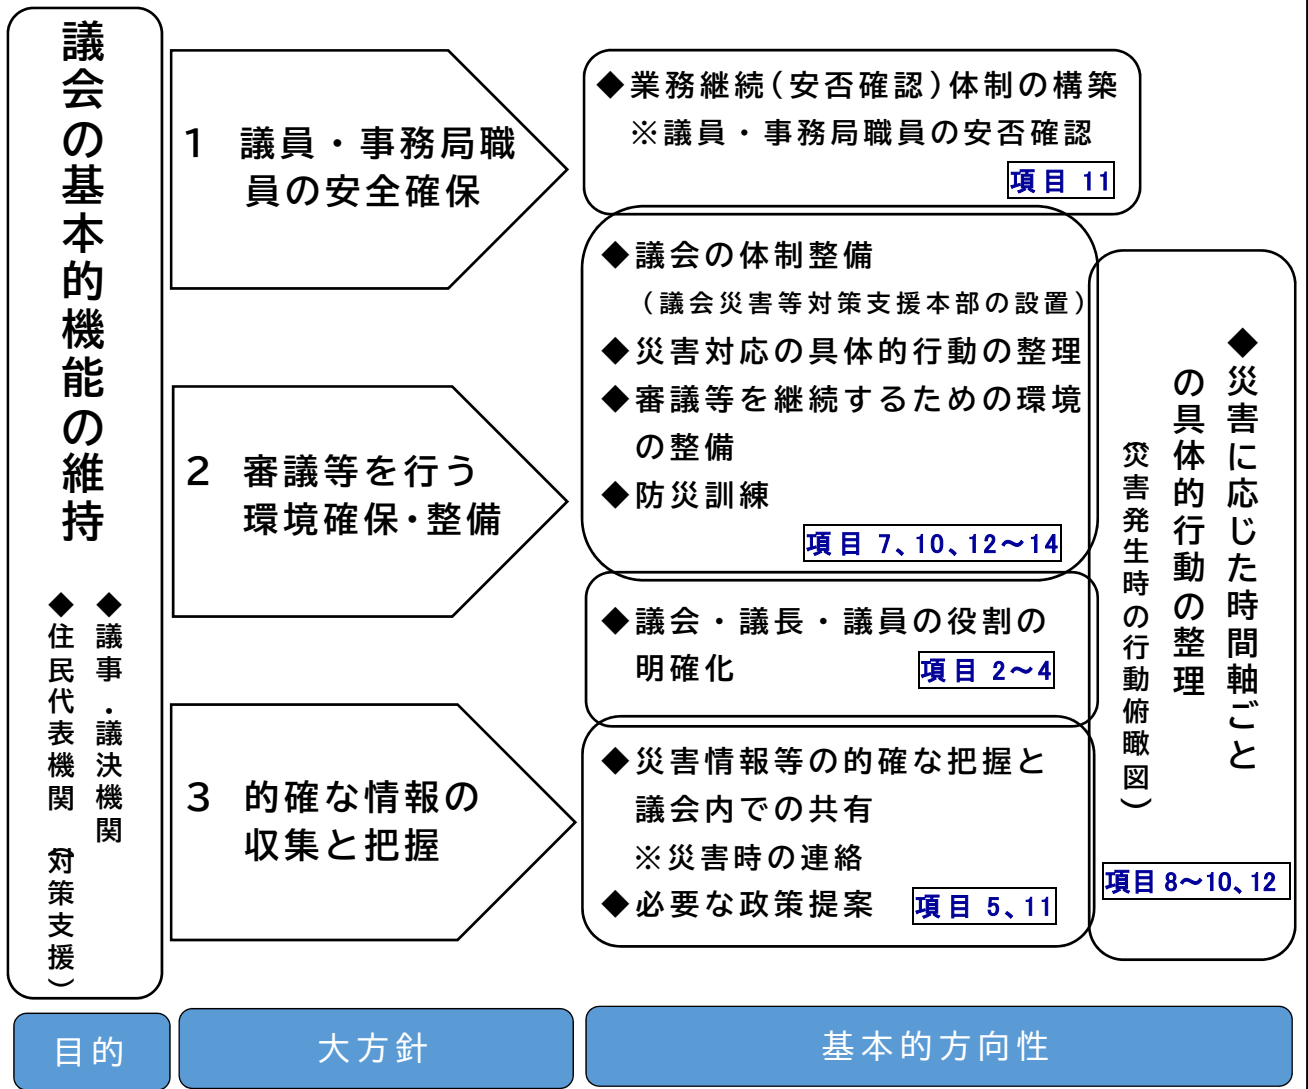 議会の基本的機能の維持
◆議事・議決機関
◆住民代表機関（対策支援）
1 議員・事務局職
員の安全確保
2 審議等を行う
環境確保・整備
3 的確な情報の
収集と把握
◆業務継続(安否確認)体制の構築
※議員・事務局職員の安否確認
項目 11
◆議会の体制整備
（議会災害等対策支援本部の設置）
◆災害対応の具体的行動の整理
◆審議等を継続するための環境
の整備
◆防災訓練
項目 7、10、12～14
◆議会・議長・議員の役割の
明確化
項目 2～4
◆災害情報等の的確な把握と
議会内での共有
※災害時の連絡
◆必要な政策提案
項目 5、11
◆災害に応じた時間軸ごと
の具体的行動の整理
（災害発生時の行動俯瞰図）
項目 8～10、12
目的
大方針
基本的方向性